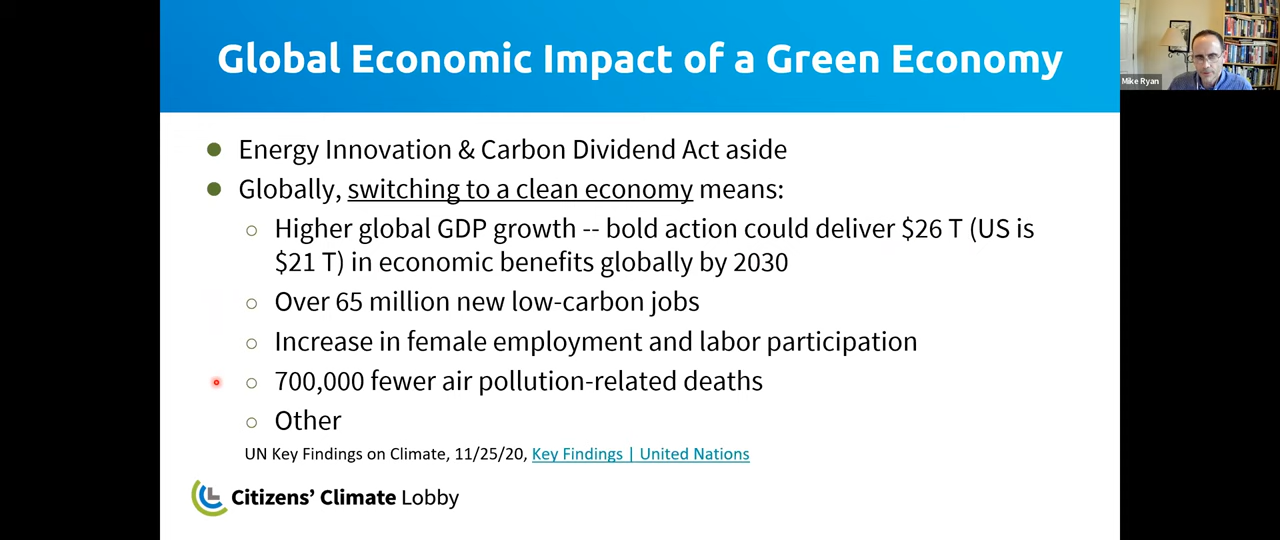 Global Economic Impact of a Green Economy
Mike Ryan
● Energy Innovation & Carbon Dividend Act aside
● Globally, switching to a clean economy means:
○ Higher global GDP growth -- bold action could deliver $26 T (US is
$21 T) in economic benefits globally by 2030
○ Over 65 million new low-carbon jobs
○ Increase in female employment and labor participation
○ 700,000 fewer air pollution-related deaths
○ Other
UN Key Findings on Climate, 11/25/20, Key Findings | United Nations
Citizens’ Climate Lobby